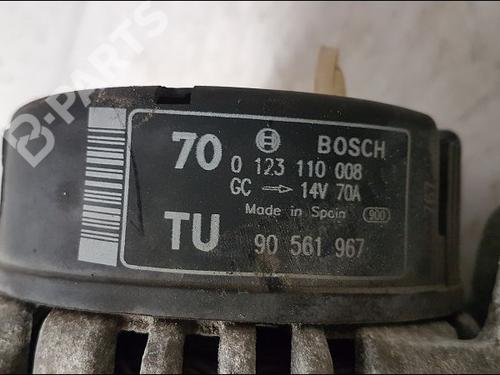 B-PARTS
70 BOSCH
0 123 110 008
GC → 14V 70A
Made in Spain 900
TU 90 561 967